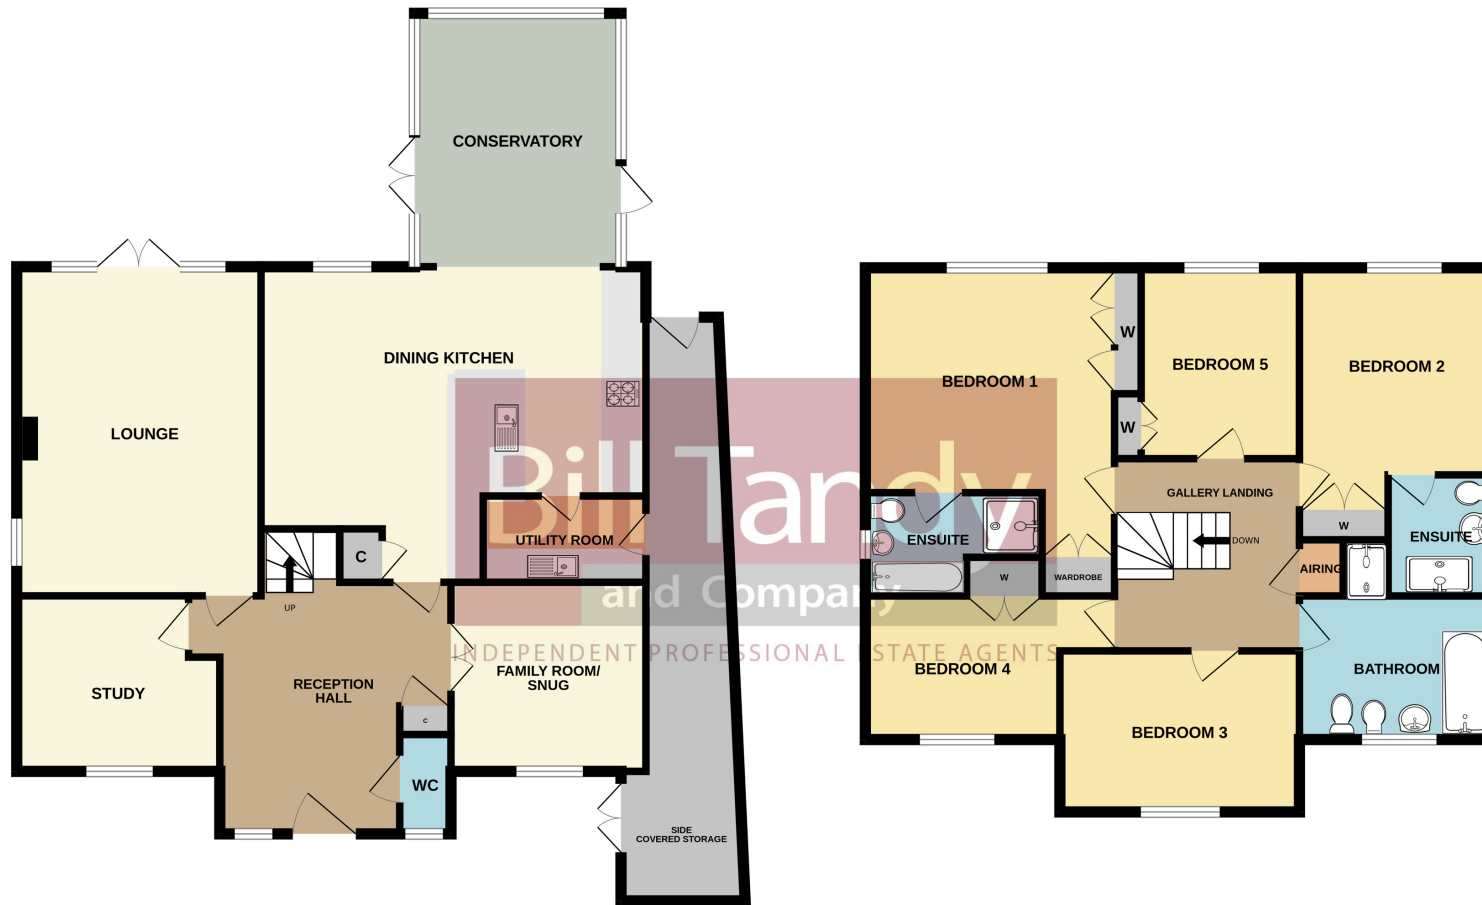 CONSERVATORY
DINING KITCHEN
LOUNGE
UTILITY ROOM
C
UP
STUDY
RECEPTION
HALL
FAMILY ROOM/
SNUG
C
WC
SIDE
COVERED STORAGE
BEDROOM 1
W
W
BEDROOM 5
BEDROOM 2
GALLERY LANDING
W
DOWN
ENSUITE
ENSUITE
AIRING
W
WARDROBE
BEDROOM 4
BATHROOM
BEDROOM 3
Bill Tandy
and Company
INDEPENDENT PROFESSIONAL ESTATE AGENTS